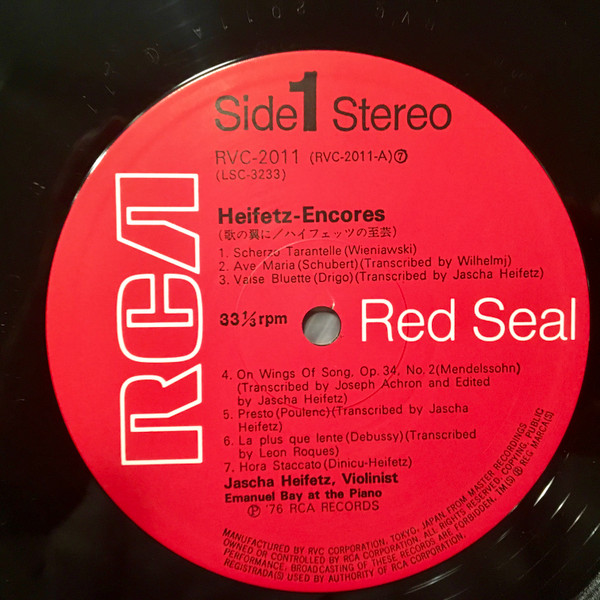 Side 1 Stereo
RVC-2011 (RVC-2011-A)⑦
(LSC-3233)
Heifetz-Encores
(歌の翼に/ハイフェッツの至芸)
1. Scherzo Tarantelle(Wieniawski)
2. Ave Maria(Schubert)(Transcribed by Wilhelmj)
3. Valse Bluette(Drigo)(Transcribed by Jascha Heifetz)
33 1/3 rpm
Red Seal
RCA
4. On Wings Of Song, Op. 34, No. 2(Mendelssohn)
(Transcribed by Joseph Achron and Edited
by Jascha Heifetz)
5. Presto(Poulenc)(Transcribed by Jascha
Heifetz)
6. La plus que lente(Debussy)(Transcribed
by Leon Roques)
7. Hora Staccato(Dinicu-Heifetz)
Jascha Heifetz, Violinist
Emanuel Bay at the Piano
Ⓟ '76 RCA RECORDS
MANUFACTURED BY RVC CORPORATION, TOKYO, JAPAN FROM MASTER RECORDINGS
OWNED OR CONTROLLED BY RCA CORPORATION. ALL RIGHTS RESERVED. COPYING, PUBLIC
PERFORMANCE, BROADCASTING OF THESE RECORDS ARE FORBIDDEN. TM(S) ® REG MARCA(S)
REGISTRADA(S) USED BY AUTHORITY OF RCA CORPORATION.